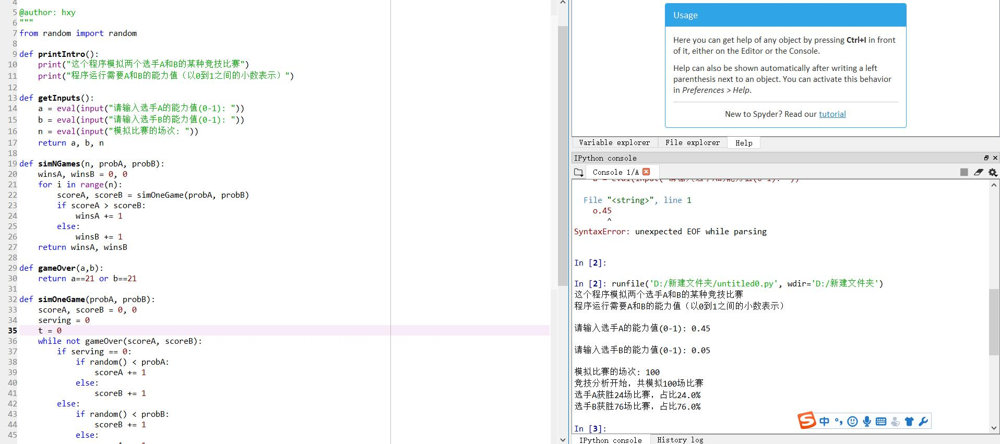 4
5 @author: hxy
6 """
7 from random import random
8
9 def printIntro():
10     print("这个程序模拟两个选手A和B的某种竞技比赛")
11     print("程序运行需要A和B的能力值（以0到1之间的小数表示）")
12
13 def getInputs():
14     a = eval(input("请输入选手A的能力值(0-1): "))
15     b = eval(input("请输入选手B的能力值(0-1): "))
16     n = eval(input("模拟比赛的场次: "))
17     return a, b, n
18
19 def simNGames(n, probA, probB):
20     winsA, winsB = 0, 0
21     for i in range(n):
22         scoreA, scoreB = simOneGame(probA, probB)
23         if scoreA > scoreB:
24             winsA += 1
25         else:
26             winsB += 1
27     return winsA, winsB
28
29 def gameOver(a,b):
30     return a==21 or b==21
31
32 def simOneGame(probA, probB):
33     scoreA, scoreB = 0, 0
34     serving = 0
35     t = 0
36     while not gameOver(scoreA, scoreB):
37         if serving == 0:
38             if random() < probA:
39                 scoreA += 1
40             else:
41                 scoreB += 1
42         else:
43             if random() < probB:
44                 scoreB += 1
45             else:
Usage
Here you can get help of any object by pressing Ctrl+I in front
of it, either on the Editor or the Console.
Help can also be shown automatically after writing a left
parenthesis next to an object. You can activate this behavior
in Preferences > Help.
New to Spyder? Read our tutorial
Variable explorer File explorer Help
IPython console
Console 1/A
a = eval(input("请输入选手A的能力值(0-1): "))
File "<string>", line 1
o.45
^
SyntaxError: unexpected EOF while parsing
In [2]:
In [2]: runfile('D:/新建文件夹/untitled0.py', wdir='D:/新建文件夹')
这个程序模拟两个选手A和B的某种竞技比赛
程序运行需要A和B的能力值（以0到1之间的小数表示）
请输入选手A的能力值(0-1): 0.45
请输入选手B的能力值(0-1): 0.05
模拟比赛的场次: 100
竞技分析开始，共模拟100场比赛
选手A获胜24场比赛，占比24.0%
选手B获胜76场比赛，占比76.0%
In [3]:
S 中
IPython console History log